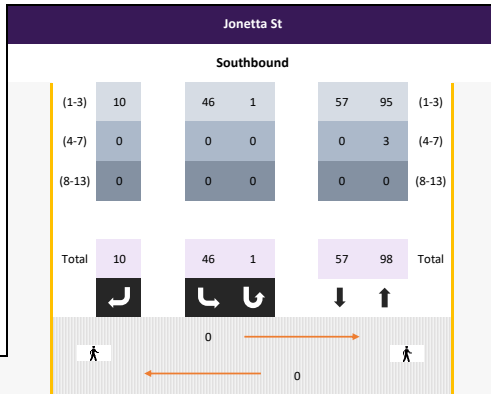 Jonetta St
Southbound
(1-3) 10 46 1 57 95 (1-3)
(4-7) 0 0 0 0 3 (4-7)
(8-13) 0 0 0 0 0 (8-13)
Total 10 46 1 57 98 Total
0
0